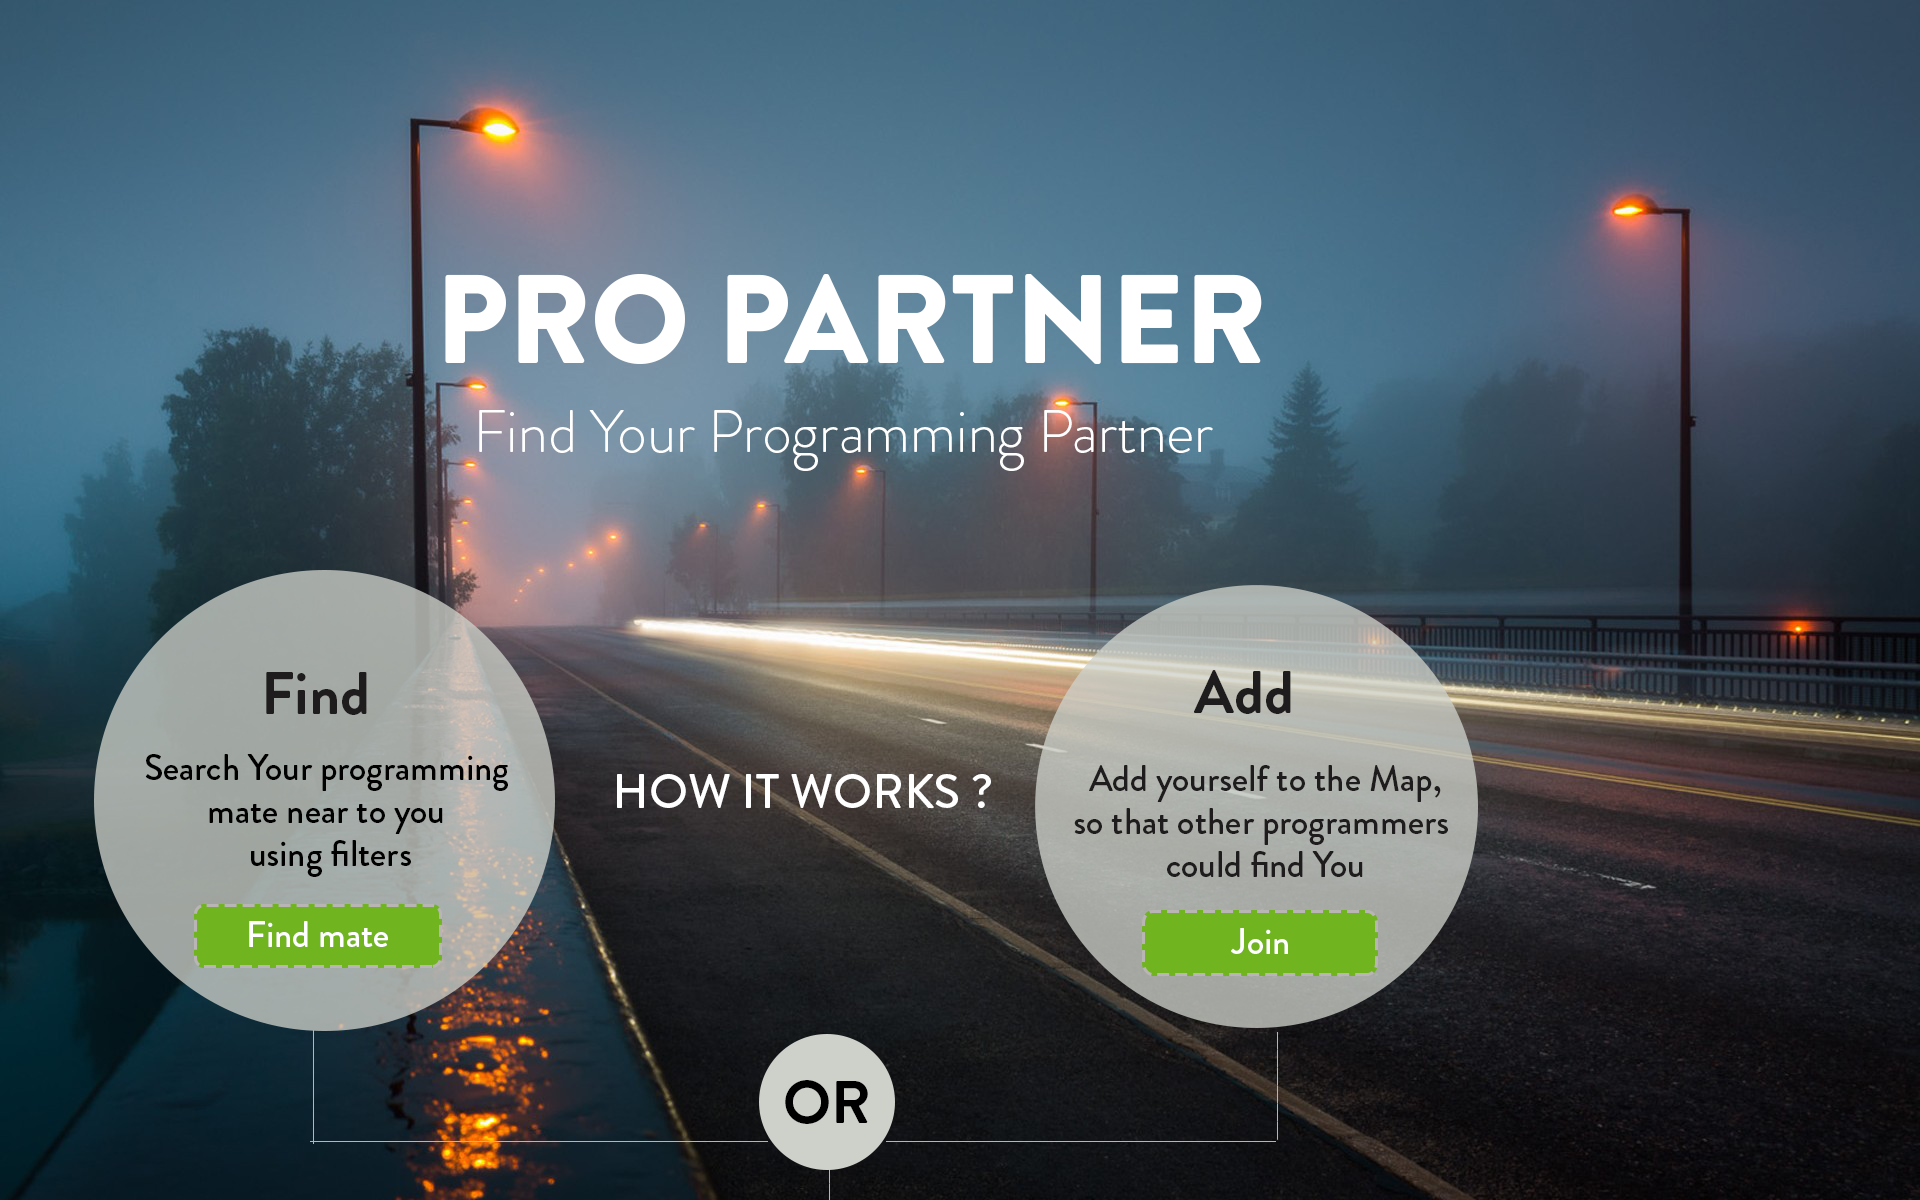 PRO PARTNER
Find Your Programming Partner
Find
Search Your programming
mate near to you
using filters
Find mate
HOW IT WORKS ?
Add
Add yourself to the Map,
so that other programmers
could find You
Join
OR